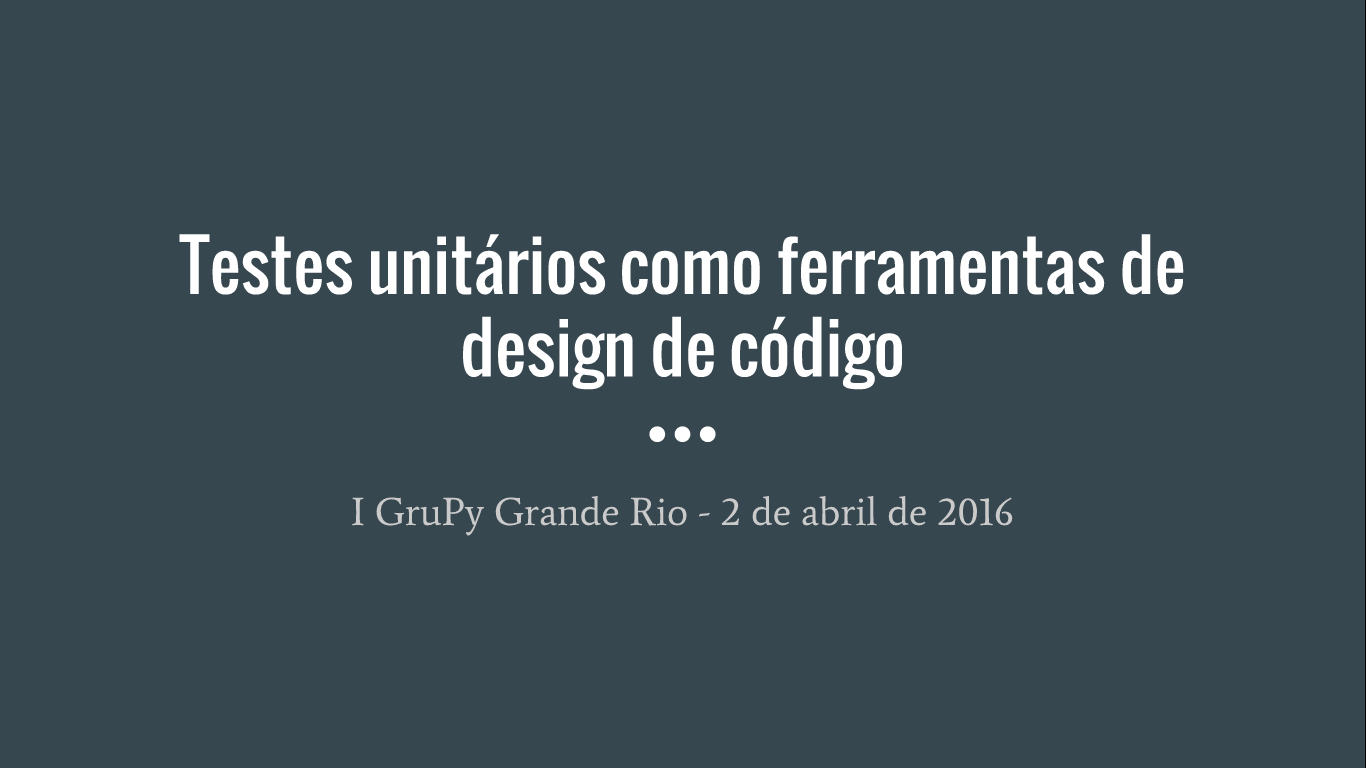 Testes unitários como ferramentas de
design de código
I GruPy Grande Rio - 2 de abril de 2016